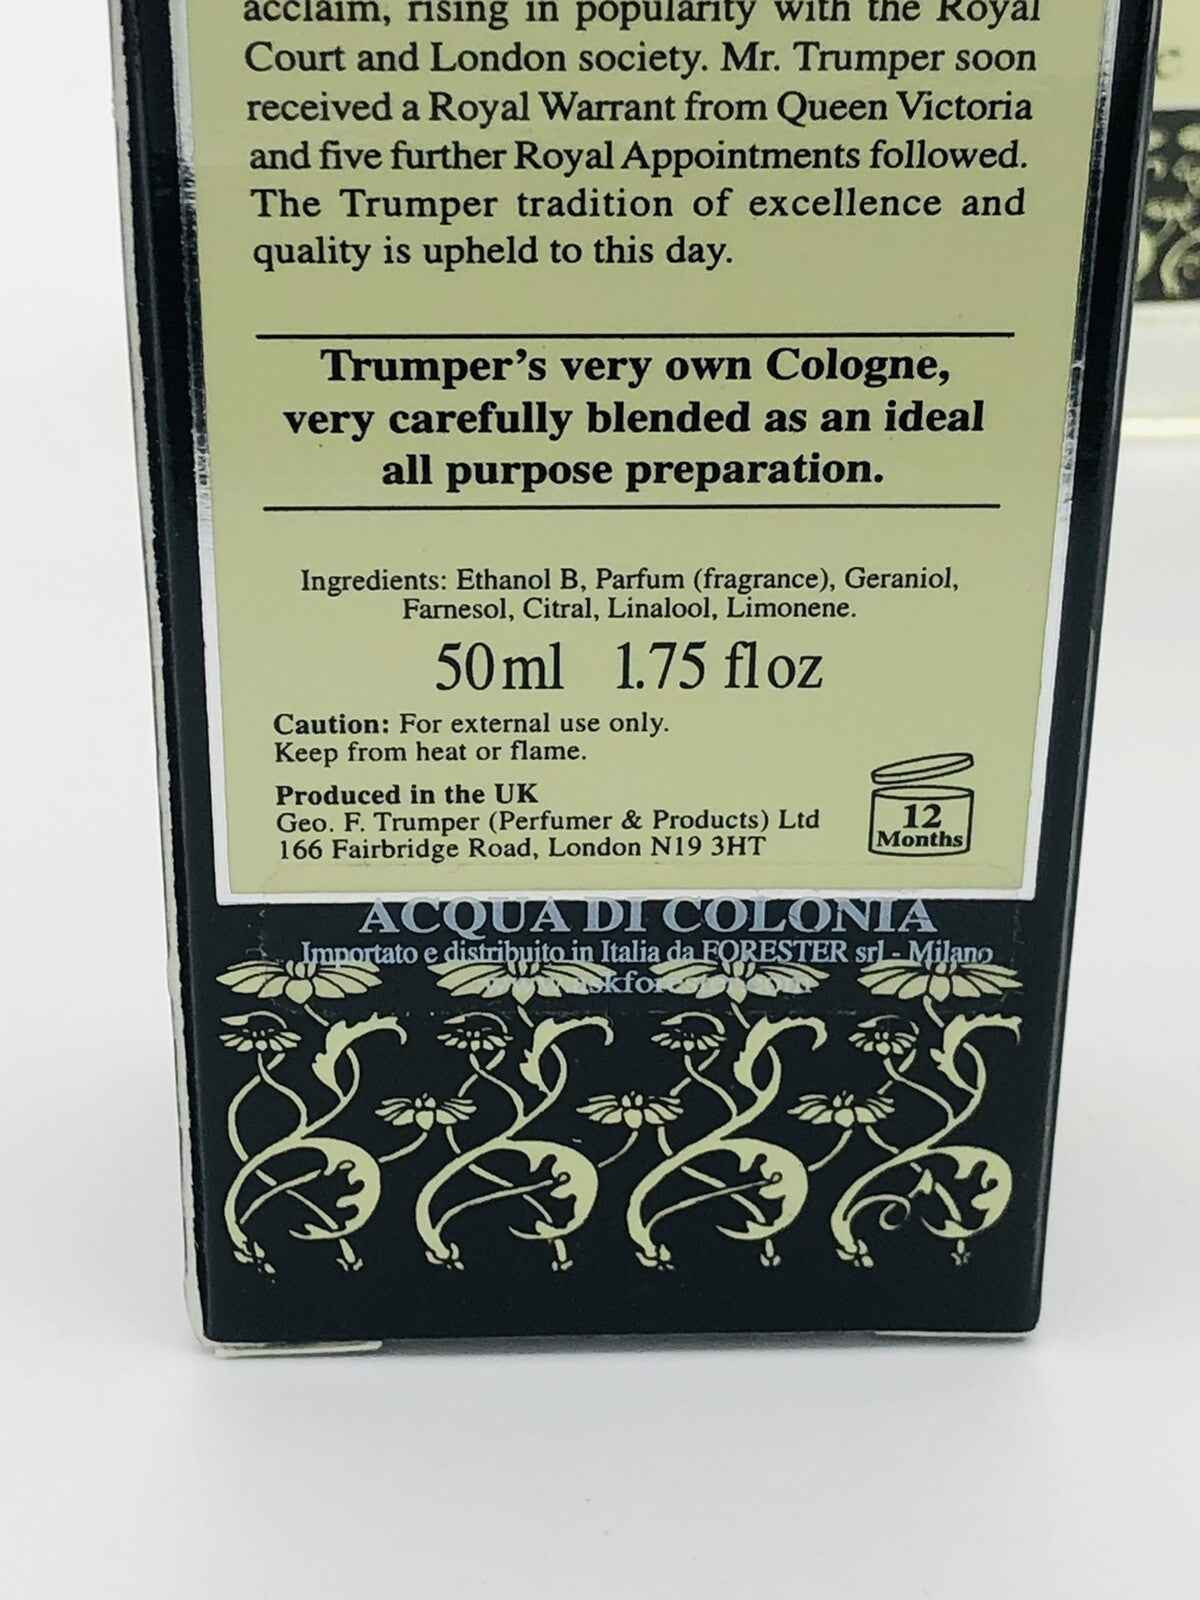 acclaim, rising in popularity with the Royal
Court and London society. Mr. Trumper soon
received a Royal Warrant from Queen Victoria
and five further Royal Appointments followed.
The Trumper tradition of excellence and
quality is upheld to this day.
Trumper's very own Cologne,
very carefully blended as an ideal
all purpose preparation.
Ingredients: Ethanol B, Parfum (fragrance), Geraniol,
Farnesol, Citral, Linalool, Limonene.
50ml 1.75 floz
Caution: For external use only.
Keep from heat or flame.
Produced in the UK
Geo. F. Trumper (Perfumer & Products) Ltd
166 Fairbridge Road, London N19 3HT
12
Months
ACQUA DI COLONIA
Importato e distribuito in Italia da FORESTER srl - Milano
www.askforester.com